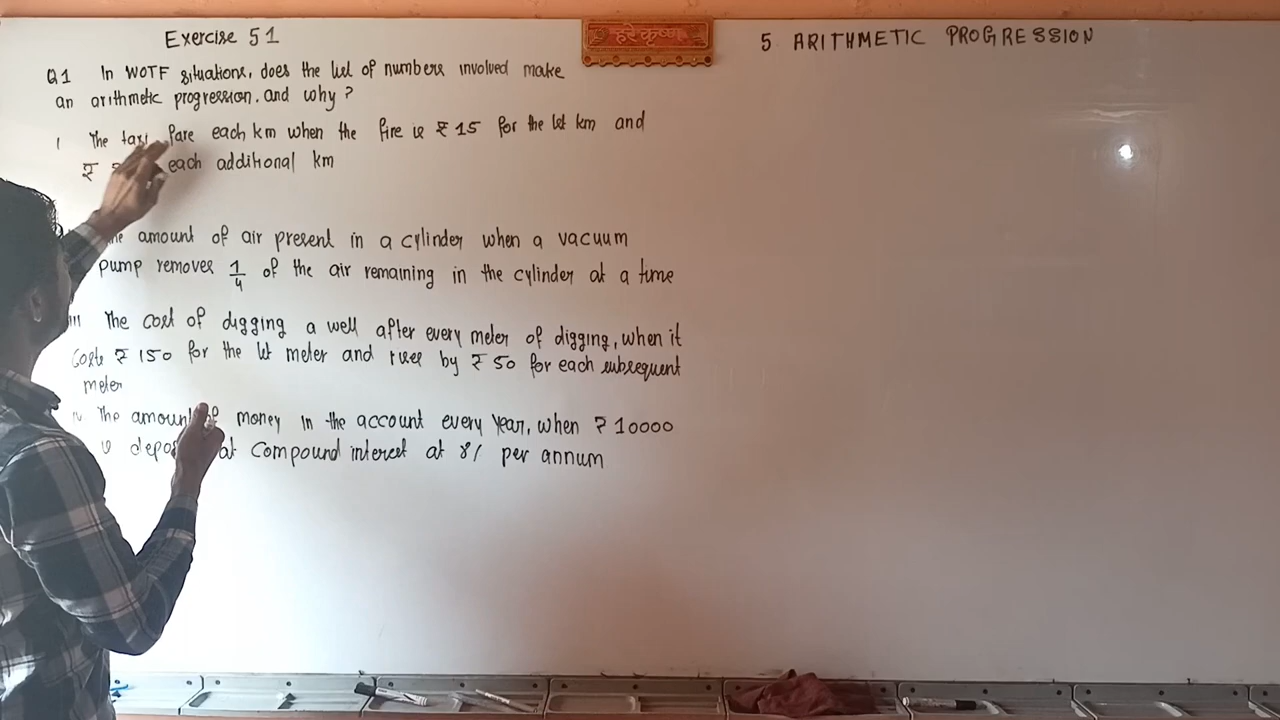 Exercise 51
5 ARITHMETIC PROGRESSION
हरे कृष्ण
Q1 In WOTF situations, does the list of numbers involved make
an arithmetic progression. and why?
I The taxi fare each km when the fire is ₹ 15 for the 1st km and
₹ each additional km
amount of air present in a cylinder when a vacuum
pump removes 1/4 of the air remaining in the cylinder at a time
III The cost of digging a well after every meter of digging, when it
costs ₹ 150 for the 1st meter and rises by ₹ 50 for each subsequent
meter
IV The amount of money in the account every year, when ₹ 10000
at compound interest at 8% per annum